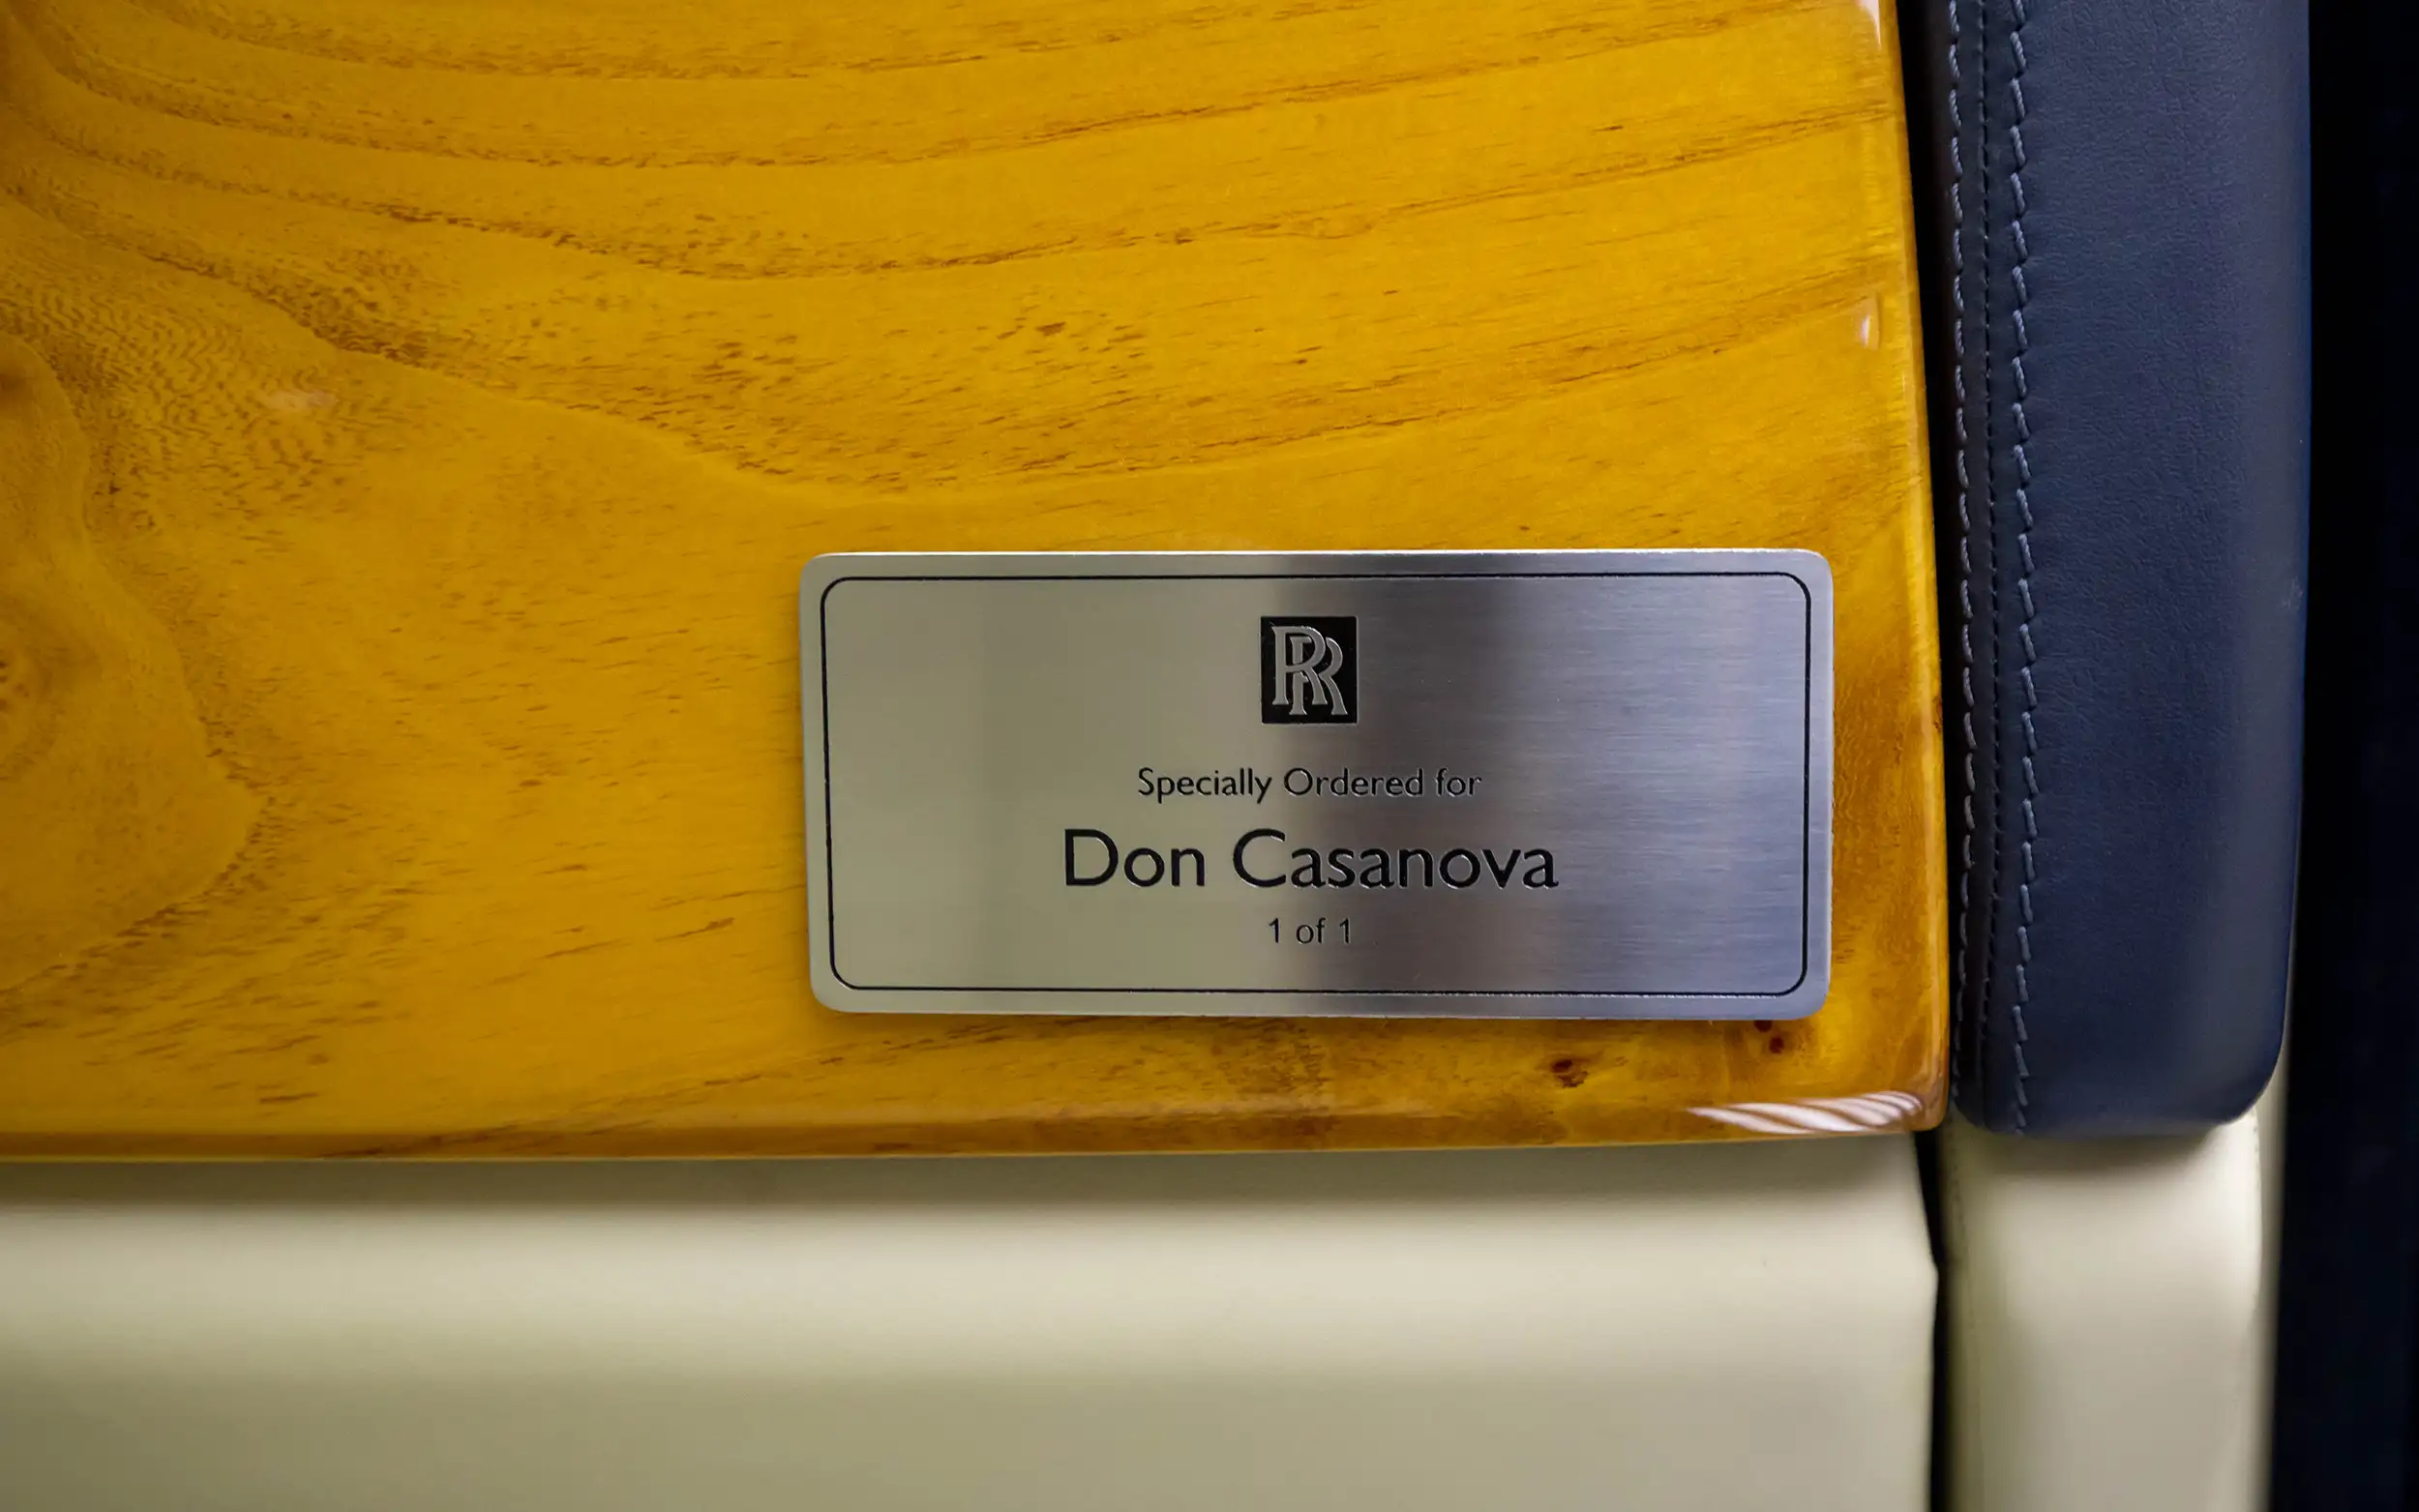 RR
Specially Ordered for
Don Casanova
1 of 1